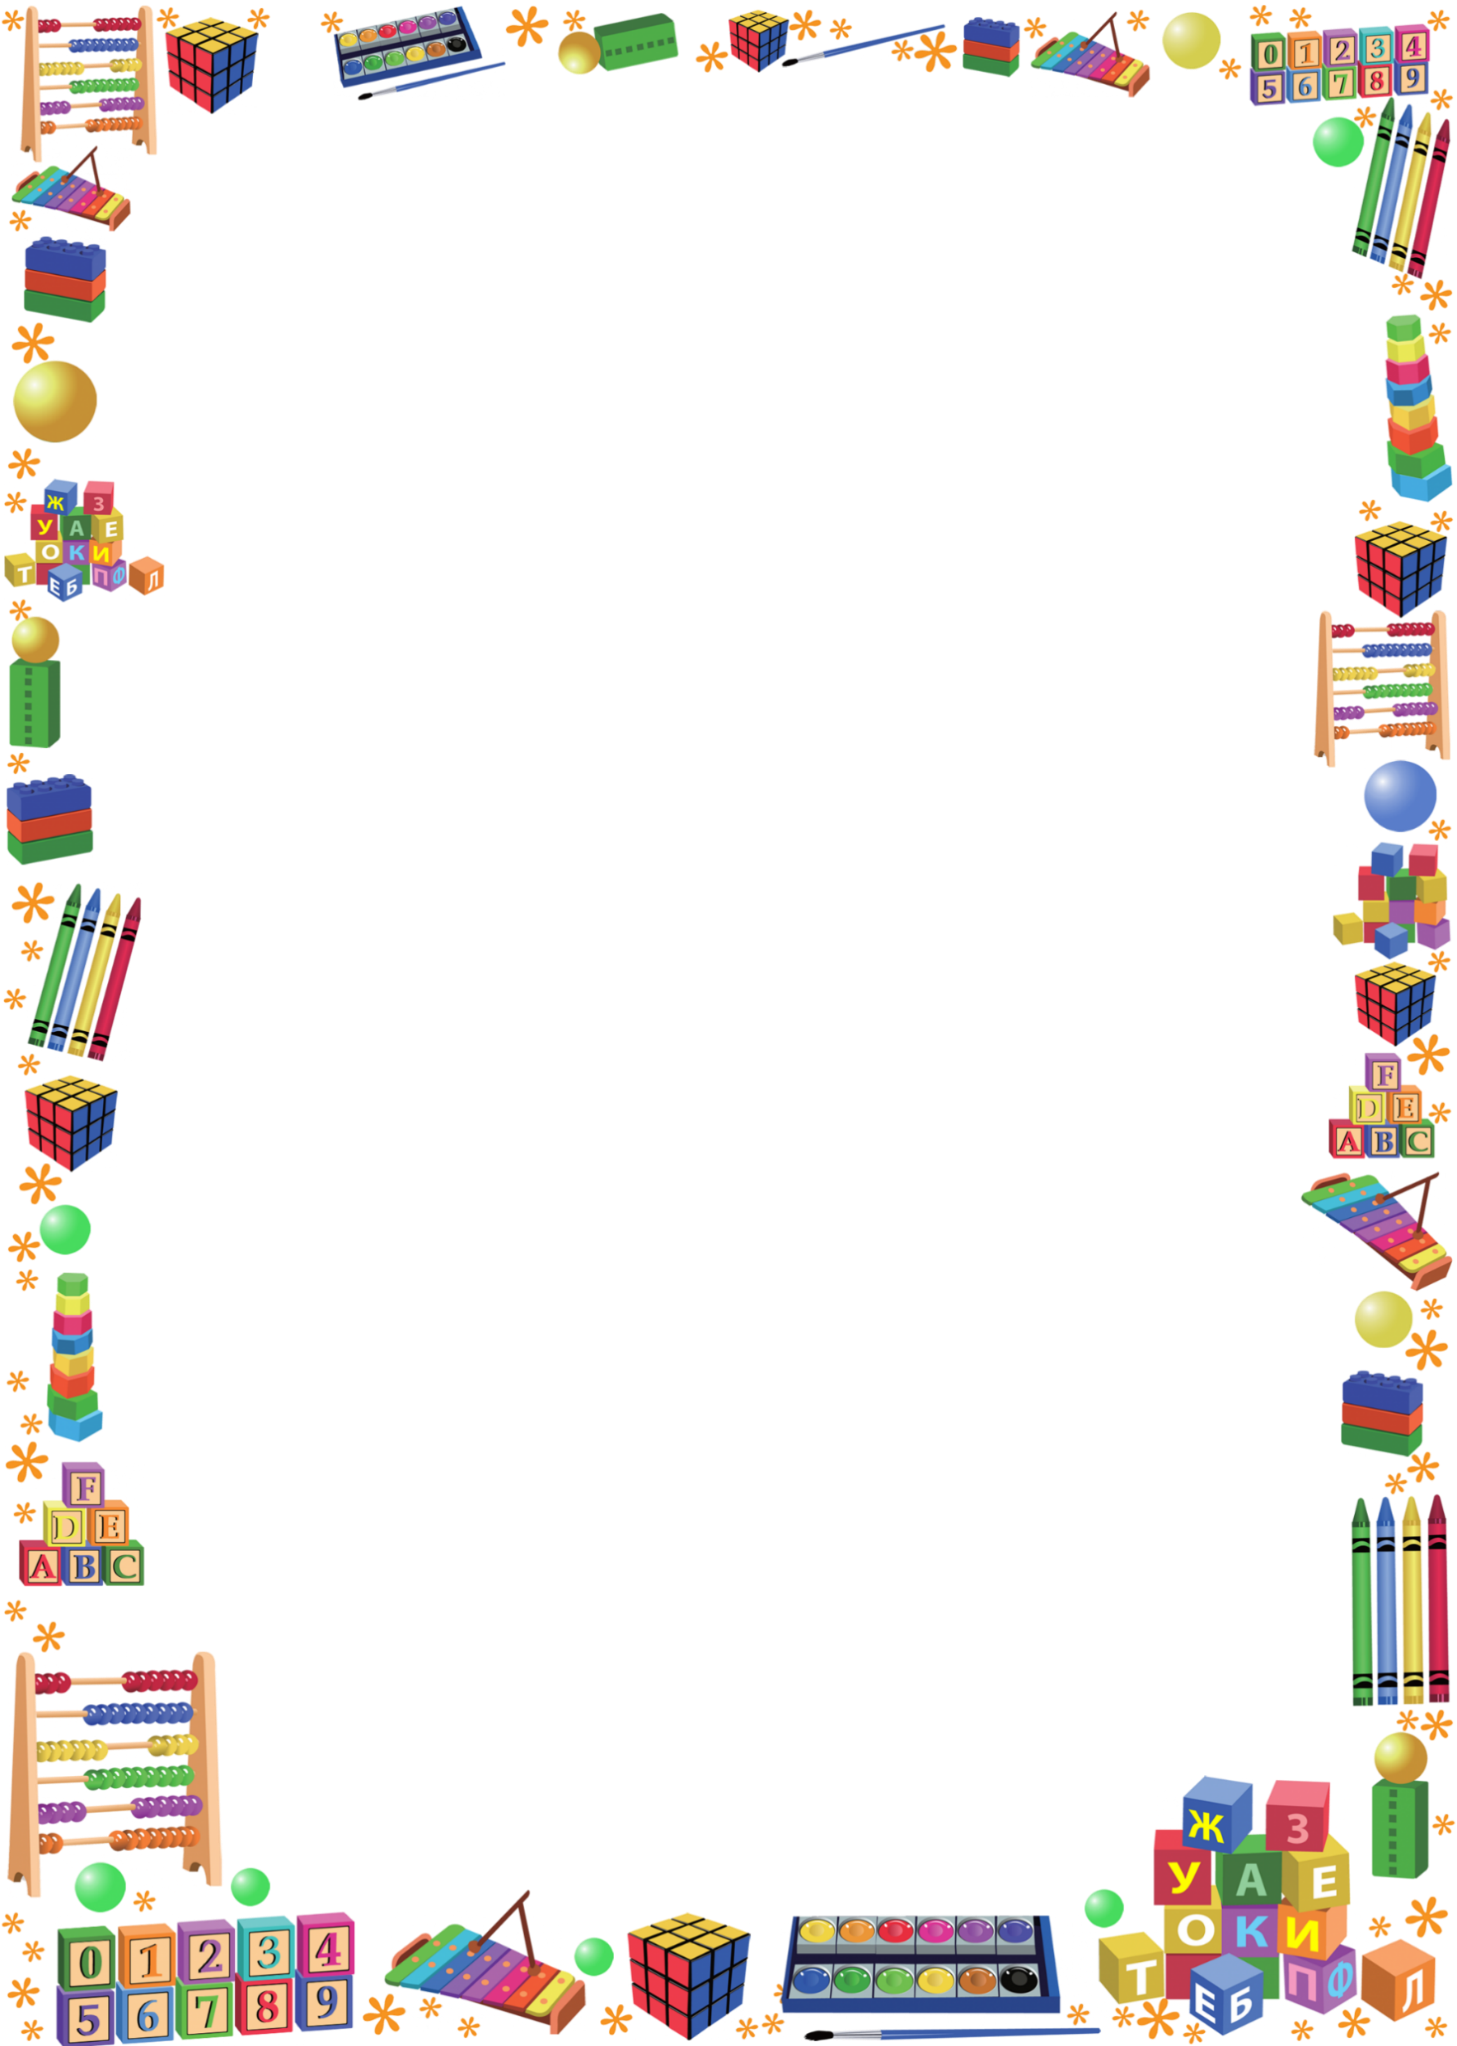 0 1 2 3 4
5 6 7 8 9
Ж З
У А Е
О К И
Т Е Б П Ф Л
F
D E
A B C
F
D E
A B C
Ж З
У А Е
О К И
Т Е Б П Ф Л
0 1 2 3 4
5 6 7 8 9